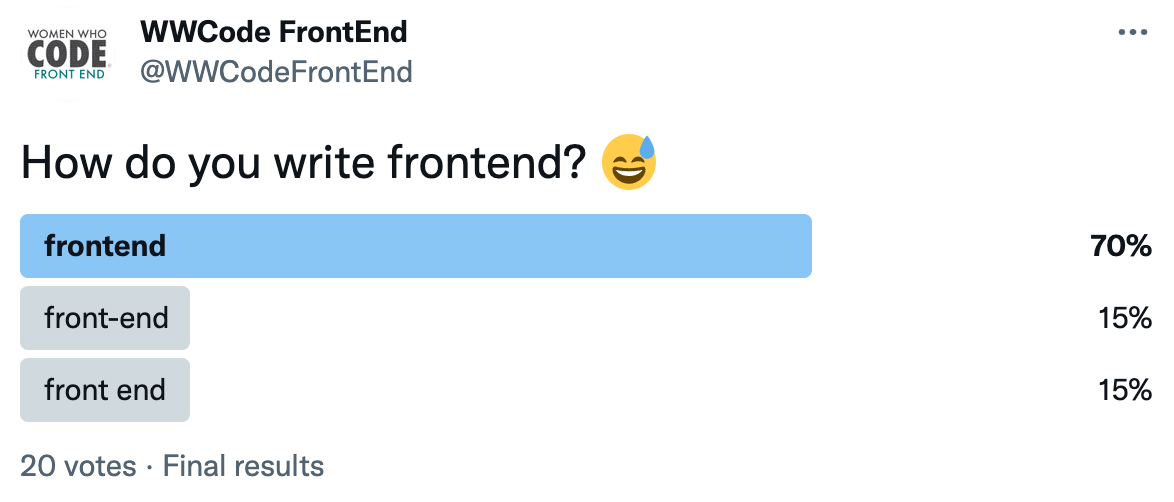 WOMEN WHO
CODE
FRONT END
WWCode FrontEnd
@WWCodeFrontEnd
How do you write frontend? 😅
frontend 70%
front-end 15%
front end 15%
20 votes · Final results